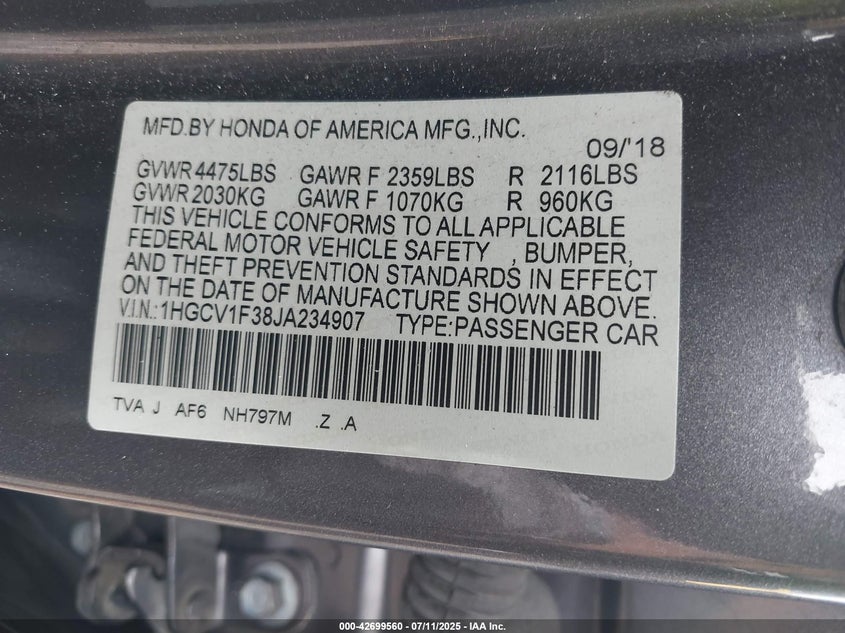 MFD.BY HONDA OF AMERICA MFG.,INC.
09/'18
GVWR 4475LBS GAWR F 2359LBS R 2116LBS
GVWR 2030KG GAWR F 1070KG R 960KG
THIS VEHICLE CONFORMS TO ALL APPLICABLE
FEDERAL MOTOR VEHICLE SAFETY , BUMPER,
AND THEFT PREVENTION STANDARDS IN EFFECT
ON THE DATE OF MANUFACTURE SHOWN ABOVE.
V.I.N.:1HGCV1F38JA234907 TYPE:PASSENGER CAR
TVA J AF6 NH797M .Z .A
000-42699560 - 07/11/2025 - IAA Inc.